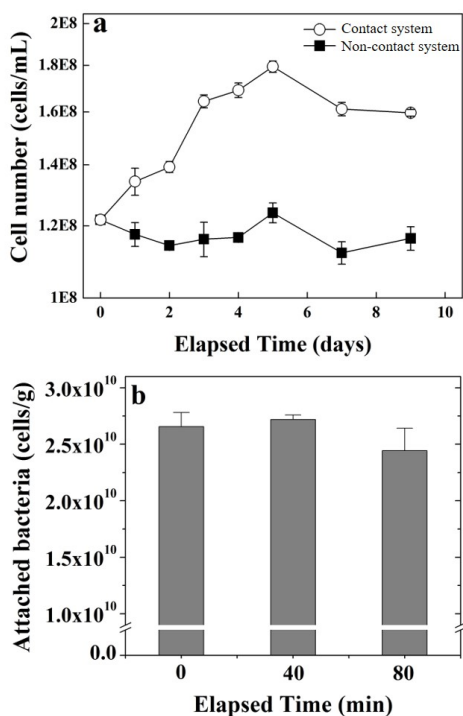 a
Contact system
Non-contact system
2E8
1.8E8
1.6E8
1.4E8
1.2E8
1E8
Cell number (cells/mL)
0 2 4 6 8 10
Elapsed Time (days)
b
3.0x10¹⁰
2.5x10¹⁰
2.0x10¹⁰
1.5x10¹⁰
1.0x10¹⁰
0.0
Attached bacteria (cells/g)
0 40 80
Elapsed Time (min)